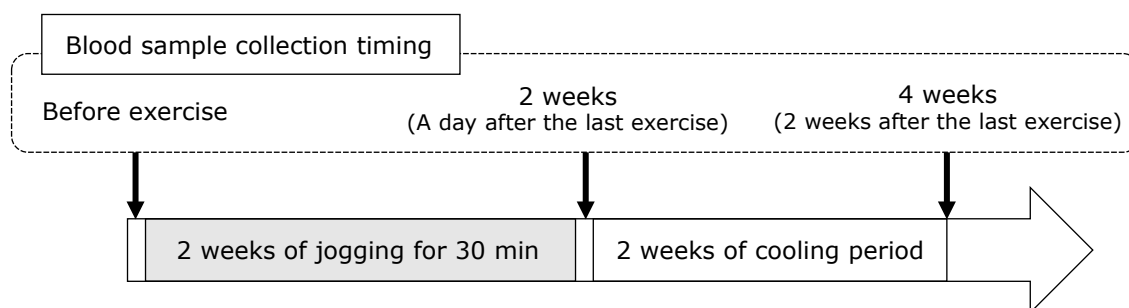 Blood sample collection timing
Before exercise
2 weeks
(A day after the last exercise)
4 weeks
(2 weeks after the last exercise)
2 weeks of jogging for 30 min
2 weeks of cooling period